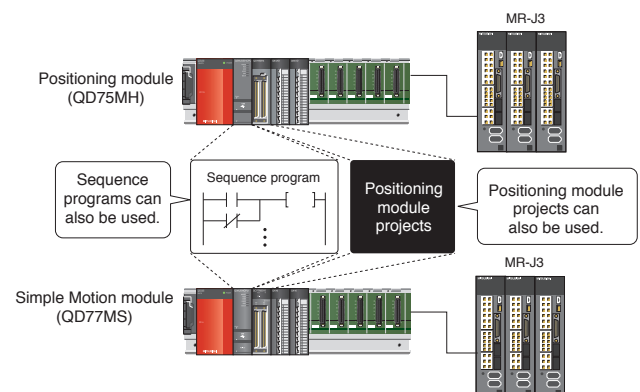 MR-J3
Positioning module
(QD75MH)
Sequence
programs can
also be used.
Sequence program
Positioning
module
projects
Positioning module
projects can
also be used.
MR-J3
Simple Motion module
(QD77MS)